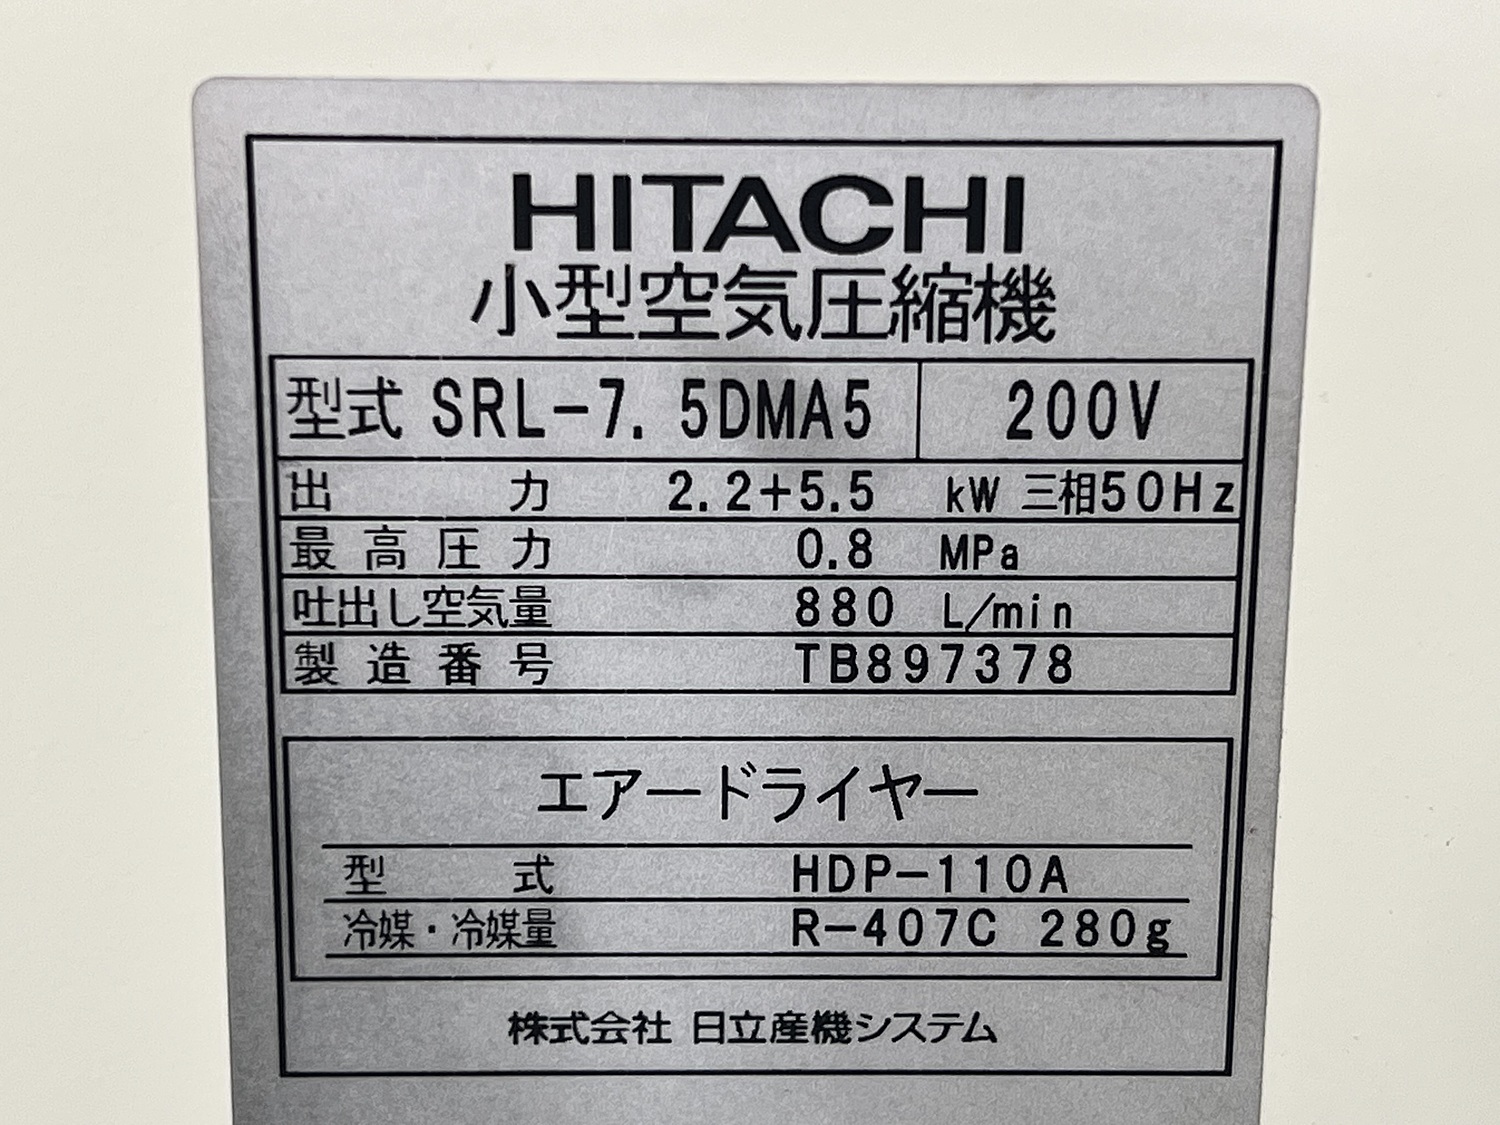 HITACHI
小型空気圧縮機
型式 SRL-7.5DMA5 200V
出力 2.2+5.5 kW 三相50Hz
最高圧力 0.8 MPa
吐出し空気量 880 L/min
製造番号 TB897378
エアードライヤー
型式 HDP-110A
冷媒・冷媒量 R-407C 280g
株式会社 日立産機システム